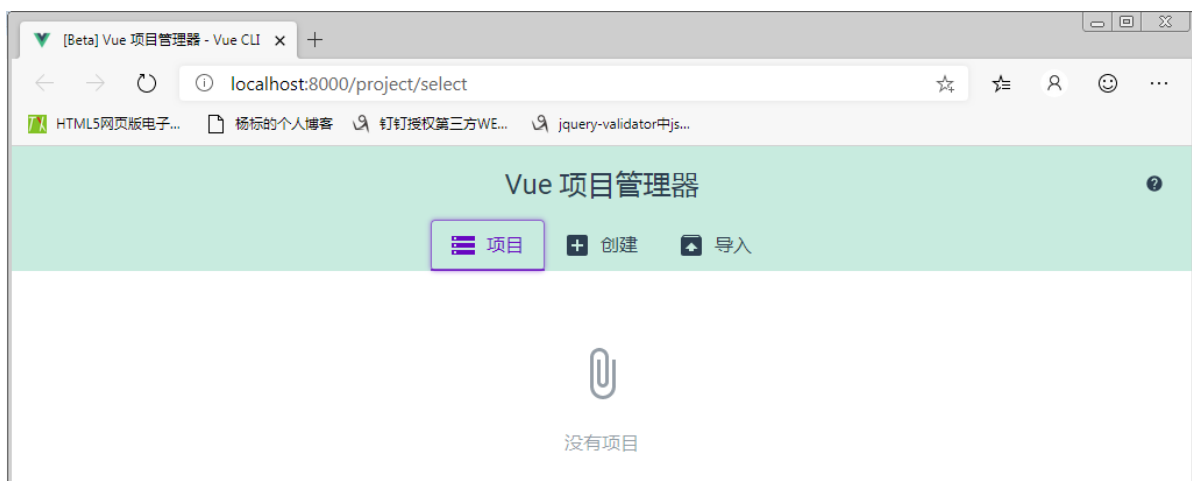 [Beta] Vue 项目管理器 - Vue CLI
localhost:8000/project/select
HTML5网页版电子... 杨标的个人博客 钉钉授权第三方WE... jquery-validator中js...
Vue 项目管理器
项目 创建 导入
没有项目